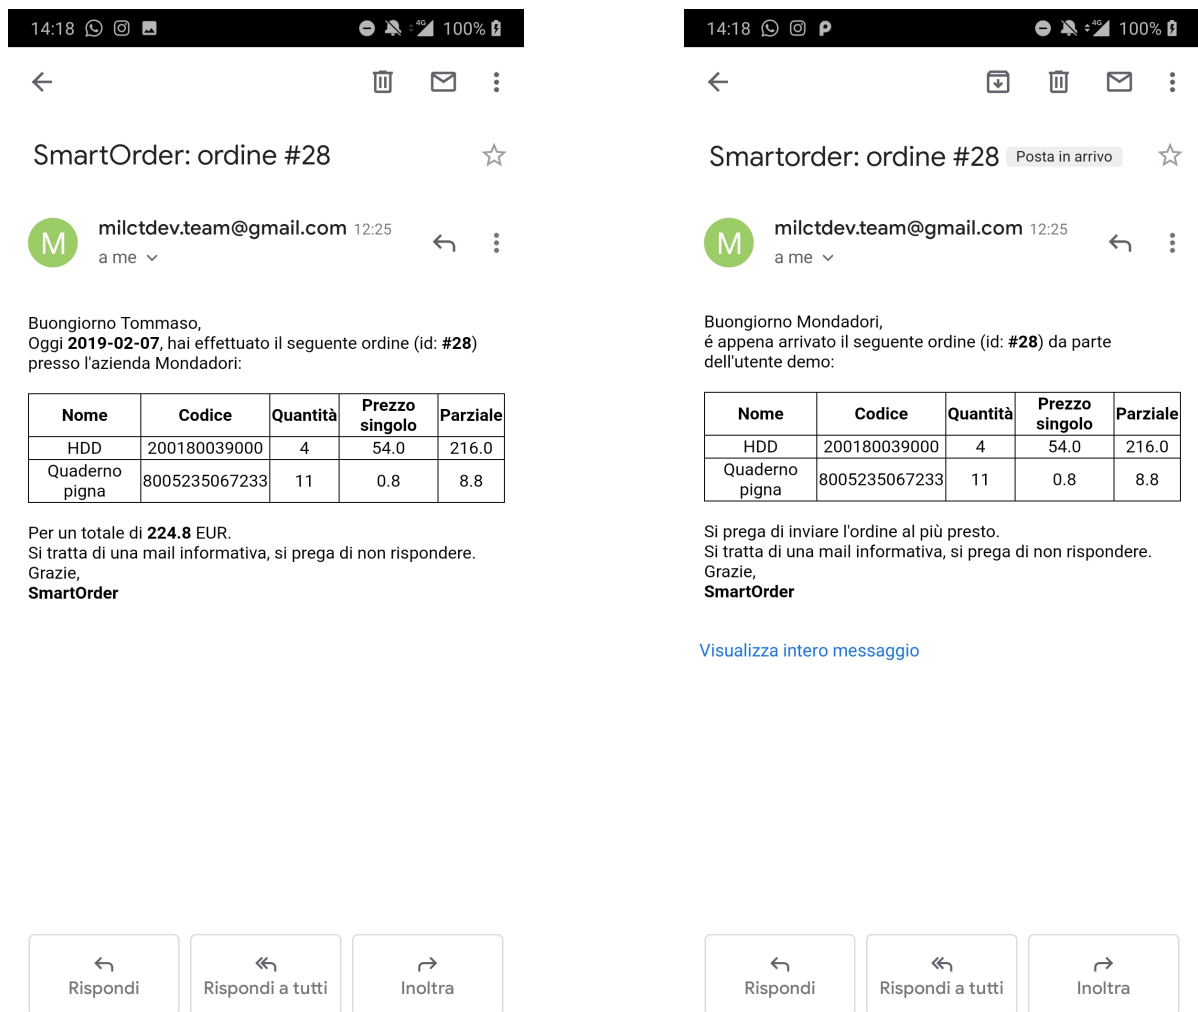 14:18 4G 100%
SmartOrder: ordine #28
M
milctdev.team@gmail.com 12:25
a me
Buongiorno Tommaso,
Oggi 2019-02-07, hai effettuato il seguente ordine (id: #28)
presso l'azienda Mondadori:
Nome Codice Quantità Prezzo singolo Parziale
HDD 200180039000 4 54.0 216.0
Quaderno pigna 8005235067233 11 0.8 8.8
Per un totale di 224.8 EUR.
Si tratta di una mail informativa, si prega di non rispondere.
Grazie,
SmartOrder
Rispondi Rispondi a tutti Inoltra
14:18 4G 100%
Smartorder: ordine #28 Posta in arrivo
M
milctdev.team@gmail.com 12:25
a me
Buongiorno Mondadori,
é appena arrivato il seguente ordine (id: #28) da parte
dell'utente demo:
Nome Codice Quantità Prezzo singolo Parziale
HDD 200180039000 4 54.0 216.0
Quaderno pigna 8005235067233 11 0.8 8.8
Si prega di inviare l'ordine al più presto.
Si tratta di una mail informativa, si prega di non rispondere.
Grazie,
SmartOrder
Visualizza intero messaggio
Rispondi Rispondi a tutti Inoltra